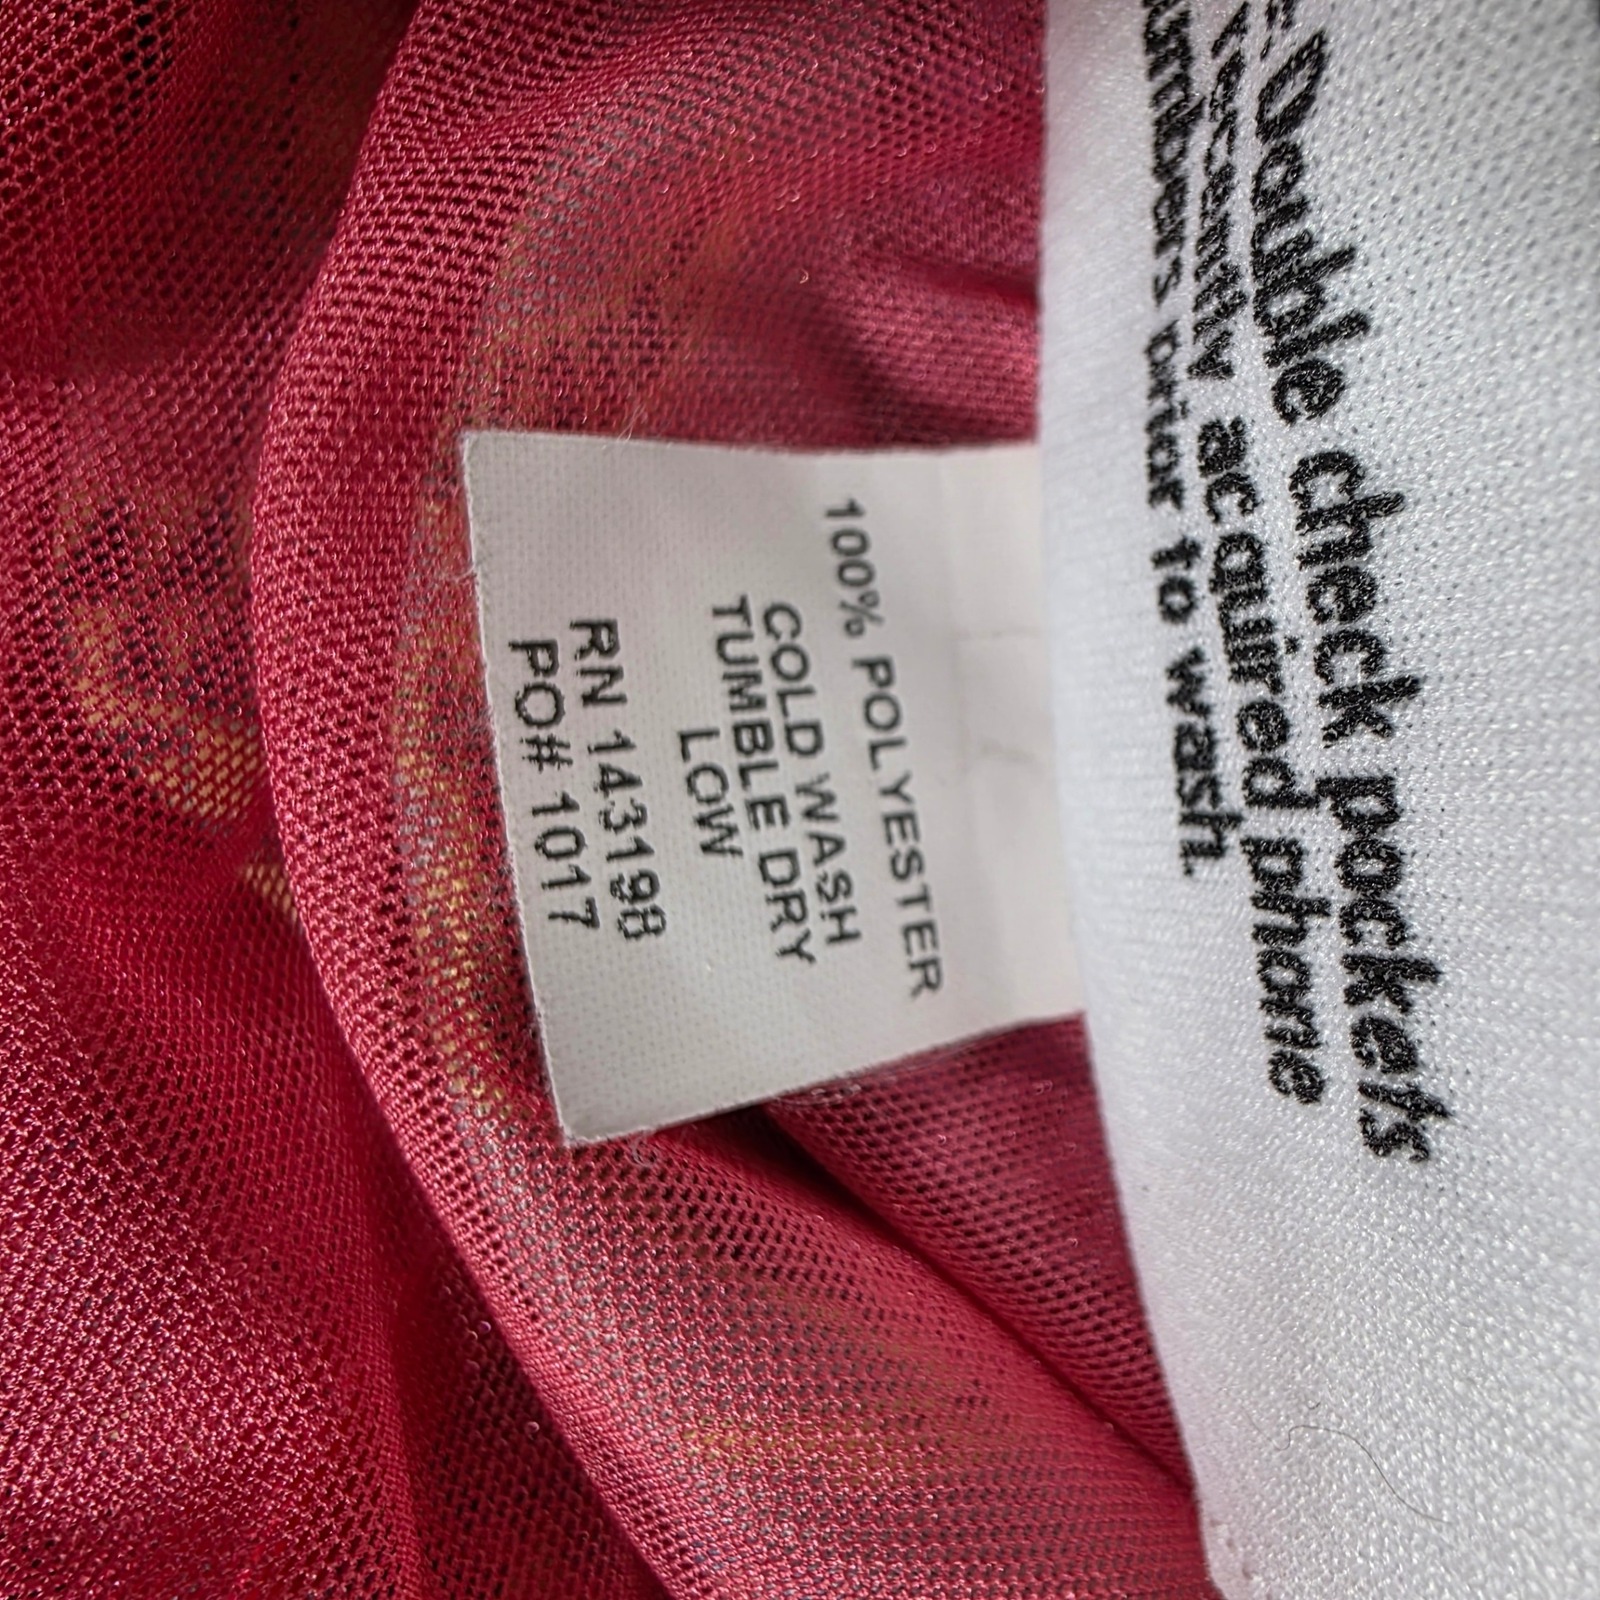 Double check pockets
recently acquired phone
numbers prior to wash.
100% POLYESTER
COLD WASH
TUMBLE DRY
LOW
RN 143198
PO# 1017